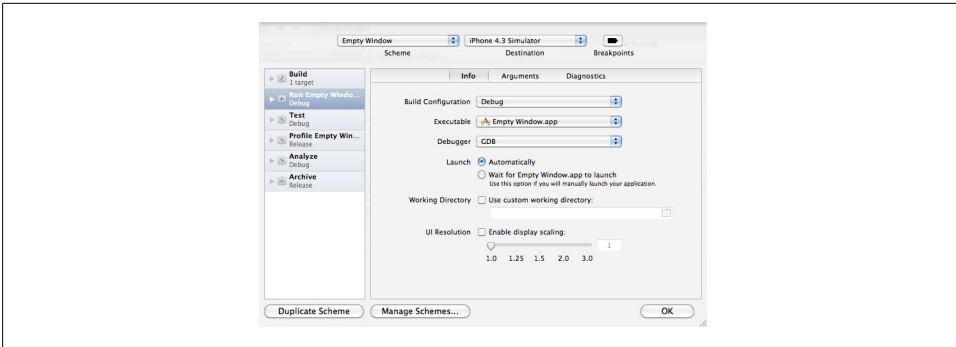 Empty Window iPhone 4.3 Simulator
Scheme Destination Breakpoints
Info Arguments Diagnostics
Build
1 target
Run Empty Windo...
Debug
Test
Debug
Profile Empty Win...
Release
Analyze
Debug
Archive
Release
Build Configuration Debug
Executable Empty Window.app
Debugger GDB
Launch Automatically
Wait for Empty Window.app to launch
Use this option if you will manually launch your application.
Working Directory Use custom working directory:
UI Resolution Enable display scaling:
1
1.0 1.25 1.5 2.0 3.0
Duplicate Scheme Manage Schemes... OK